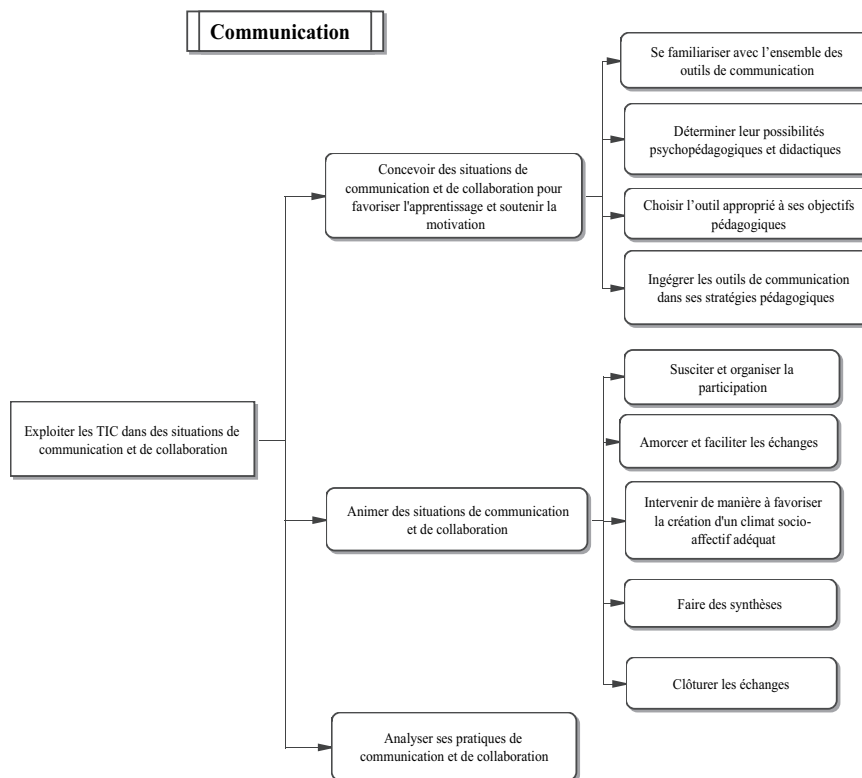 Communication
Se familiariser avec l’ensemble des
outils de communication
Déterminer leur possibilités
psychopédagogiques et didactiques
Concevoir des situations de
communication et de collaboration pour
favoriser l'apprentissage et soutenir la
motivation
Choisir l’outil approprié à ses objectifs
pédagogiques
Ingégrer les outils de communication
dans ses stratégies pédagogiques
Susciter et organiser la
participation
Exploiter les TIC dans des situations de
communication et de collaboration
Amorcer et faciliter les échanges
Animer des situations de communication
et de collaboration
Intervenir de manière à favoriser
la création d'un climat socio-
affectif adéquat
Faire des synthèses
Clôturer les échanges
Analyser ses pratiques de
communication et de collaboration